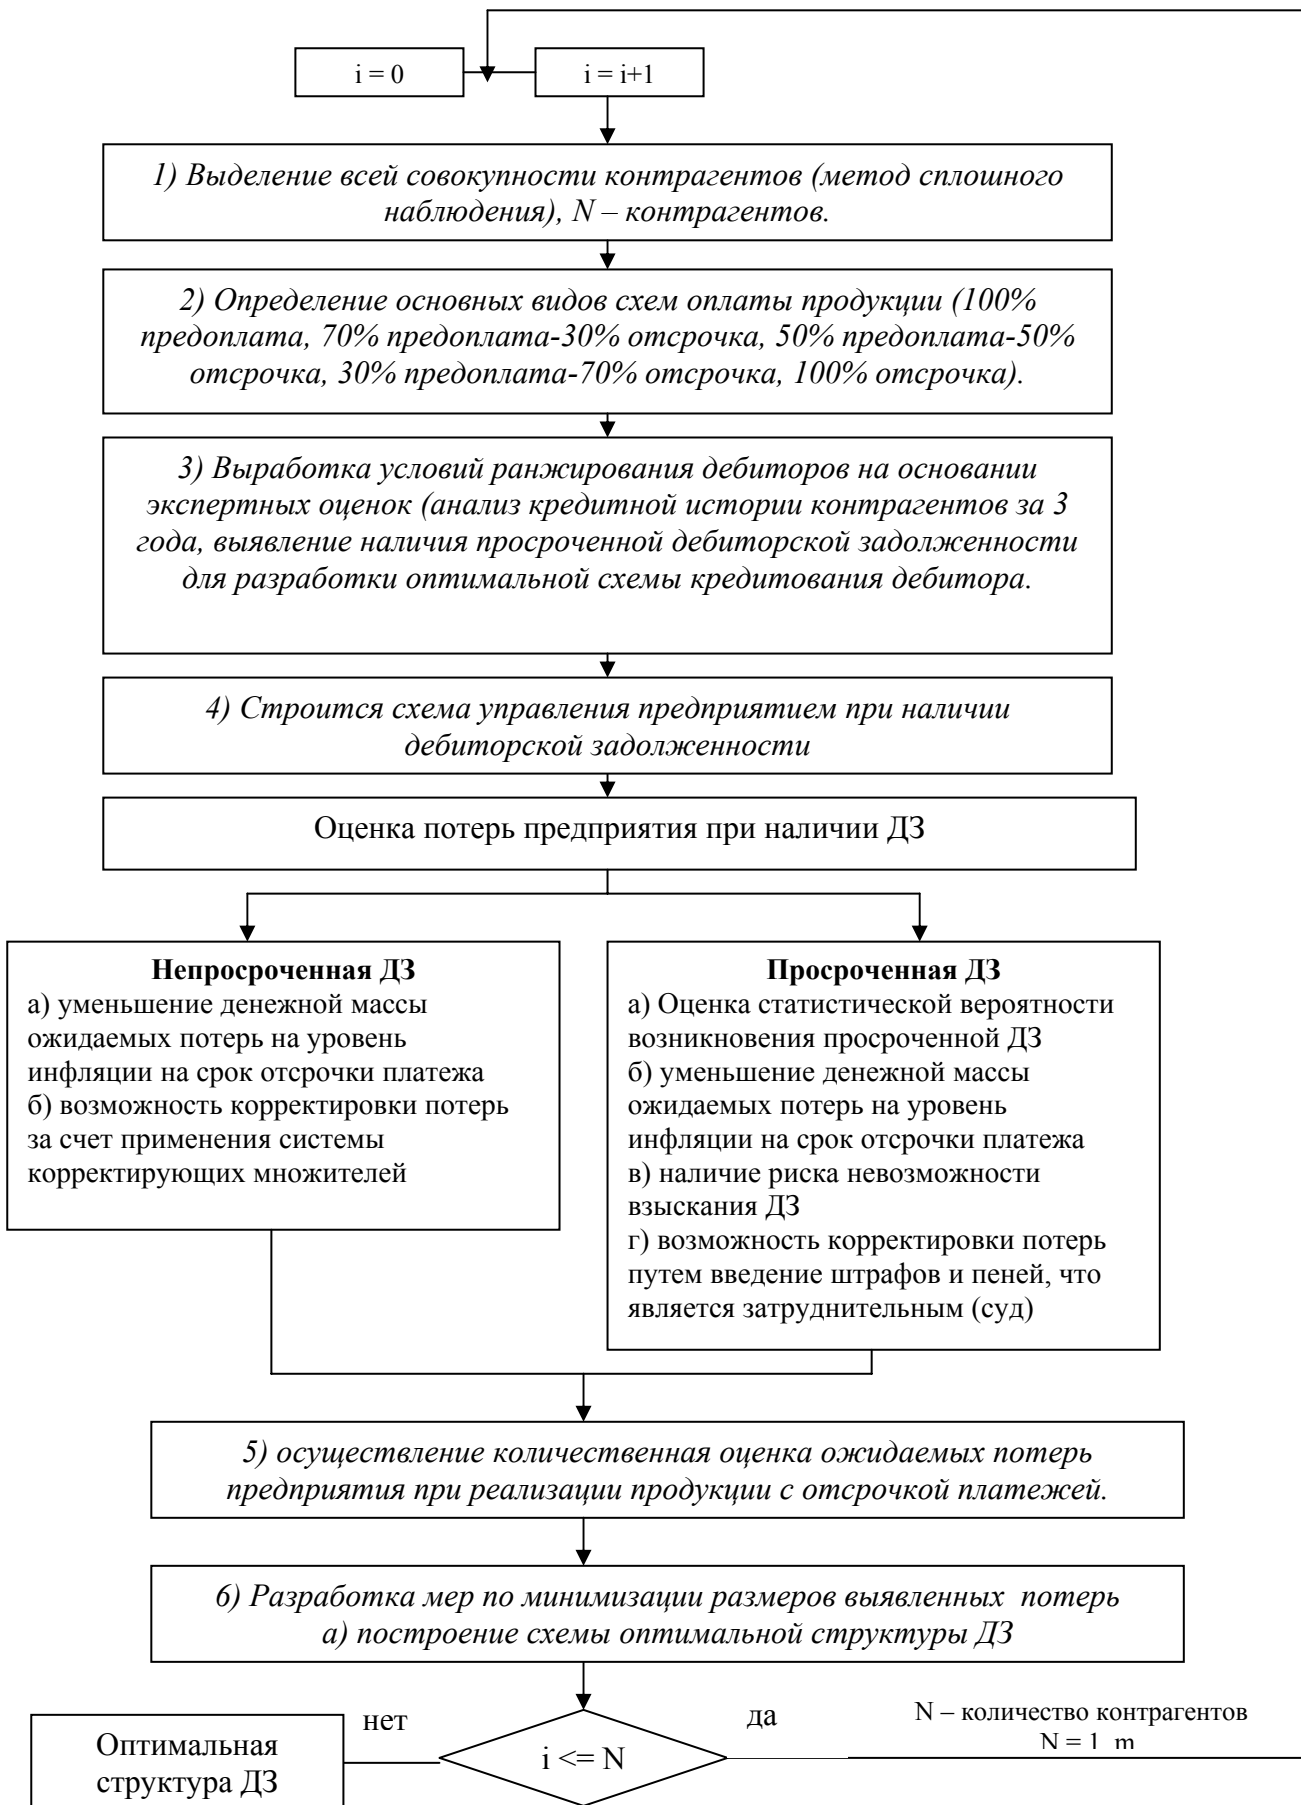 i = 0
i = i+1
1) Выделение всей совокупности контрагентов (метод сплошного
наблюдения), N – контрагентов.
2) Определение основных видов схем оплаты продукции (100%
предоплата, 70% предоплата-30% отсрочка, 50% предоплата-50%
отсрочка, 30% предоплата-70% отсрочка, 100% отсрочка).
3) Выработка условий ранжирования дебиторов на основании
экспертных оценок (анализ кредитной истории контрагентов за 3
года, выявление наличия просроченной дебиторской задолженности
для разработки оптимальной схемы кредитования дебитора.
4) Строится схема управления предприятием при наличии
дебиторской задолженности
Оценка потерь предприятия при наличии ДЗ
Непросроченная ДЗ
а) уменьшение денежной массы
ожидаемых потерь на уровень
инфляции на срок отсрочки платежа
б) возможность корректировки потерь
за счет применения системы
корректирующих множителей
Просроченная ДЗ
а) Оценка статистической вероятности
возникновения просроченной ДЗ
б) уменьшение денежной массы
ожидаемых потерь на уровень
инфляции на срок отсрочки платежа
в) наличие риска невозможности
взыскания ДЗ
г) возможность корректировки потерь
путем введение штрафов и пеней, что
является затруднительным (суд)
5) осуществление количественная оценка ожидаемых потерь
предприятия при реализации продукции с отсрочкой платежей.
6) Разработка мер по минимизации размеров выявленных потерь
а) построение схемы оптимальной структуры ДЗ
нет
да
N – количество контрагентов
N = 1 m
Оптимальная
структура ДЗ
i <= N